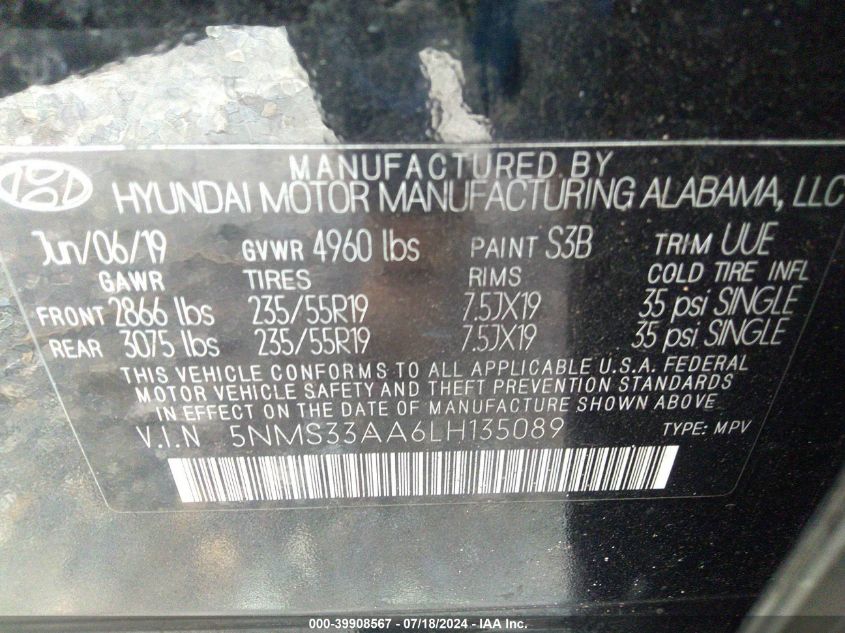 MANUFACTURED BY
HYUNDAI MOTOR MANUFACTURING ALABAMA, LLC
Jun/06/19 GVWR 4960 lbs PAINT S3B TRIM UUE
GAWR TIRES RIMS COLD TIRE INFL
FRONT 2866 lbs 235/55R19 7.5JX19 35 psi SINGLE
REAR 3075 lbs 235/55R19 7.5JX19 35 psi SINGLE
THIS VEHICLE CONFORMS TO ALL APPLICABLE U.S.A. FEDERAL
MOTOR VEHICLE SAFETY AND THEFT PREVENTION STANDARDS
IN EFFECT ON THE DATE OF MANUFACTURE SHOWN ABOVE
V.I.N 5NMS33AA6LH135089 TYPE: MPV
000-39908567 - 07/18/2024 - IAA Inc.